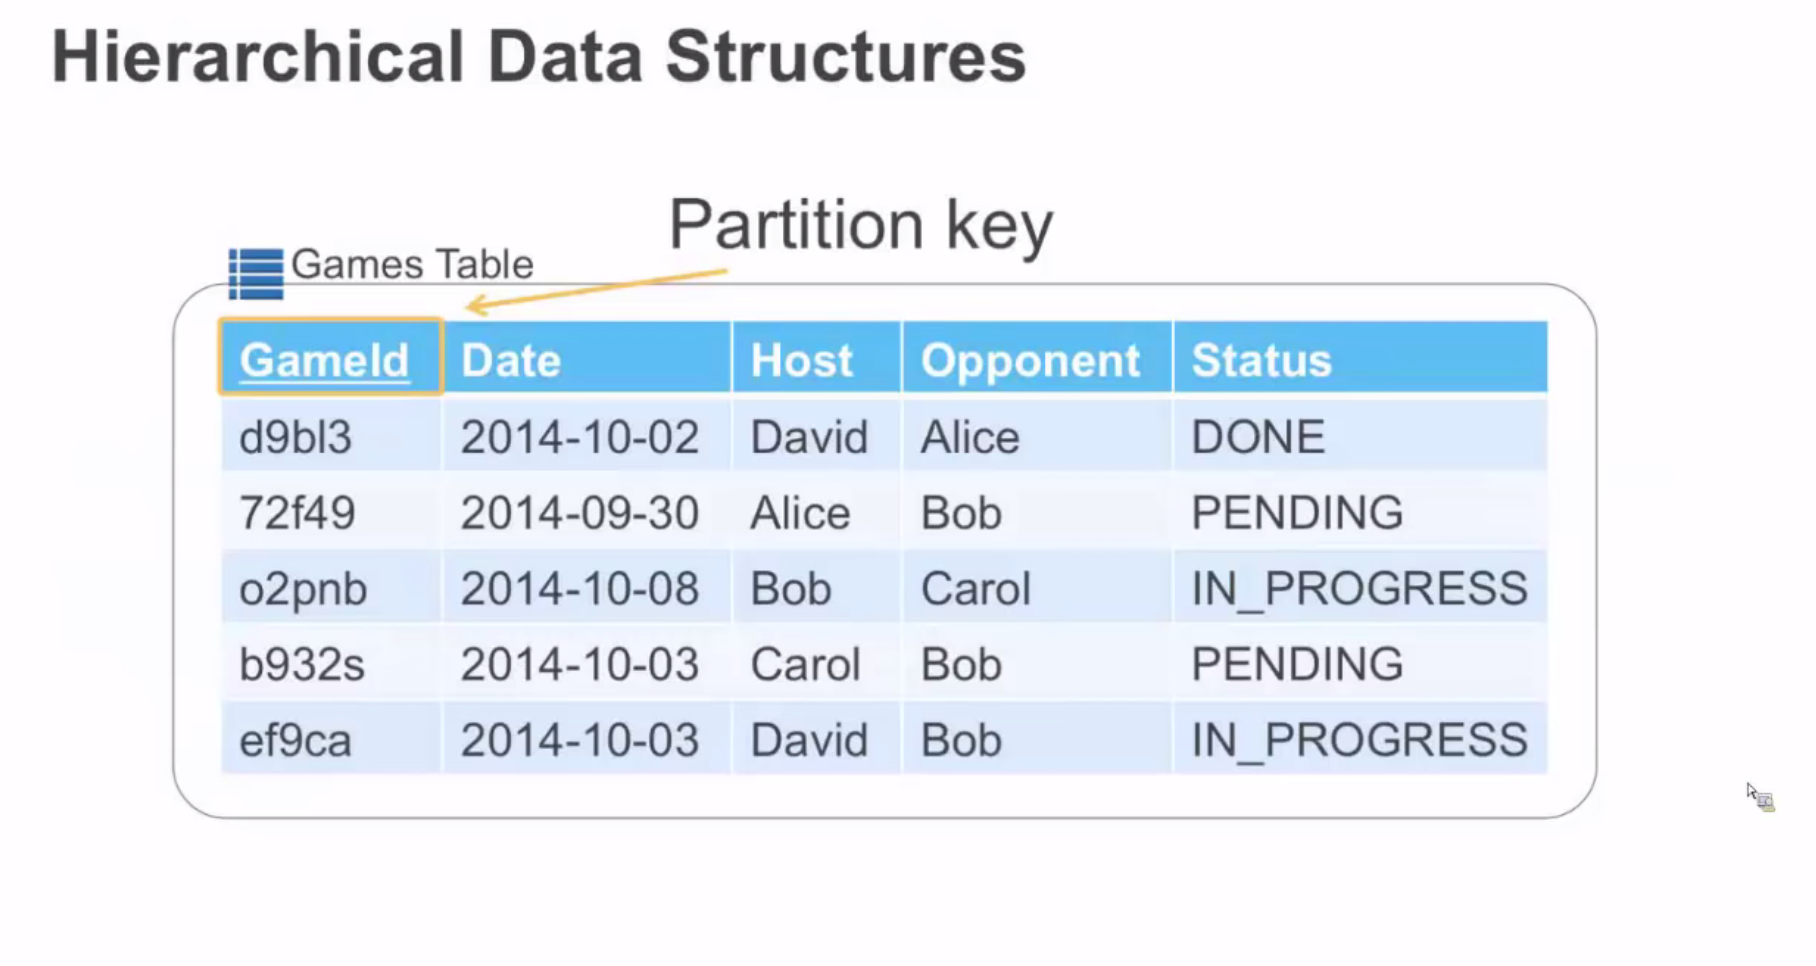 Hierarchical Data Structures
Partition key
Games Table
GameId Date Host Opponent Status
d9bl3 2014-10-02 David Alice DONE
72f49 2014-09-30 Alice Bob PENDING
o2pnb 2014-10-08 Bob Carol IN_PROGRESS
b932s 2014-10-03 Carol Bob PENDING
ef9ca 2014-10-03 David Bob IN_PROGRESS